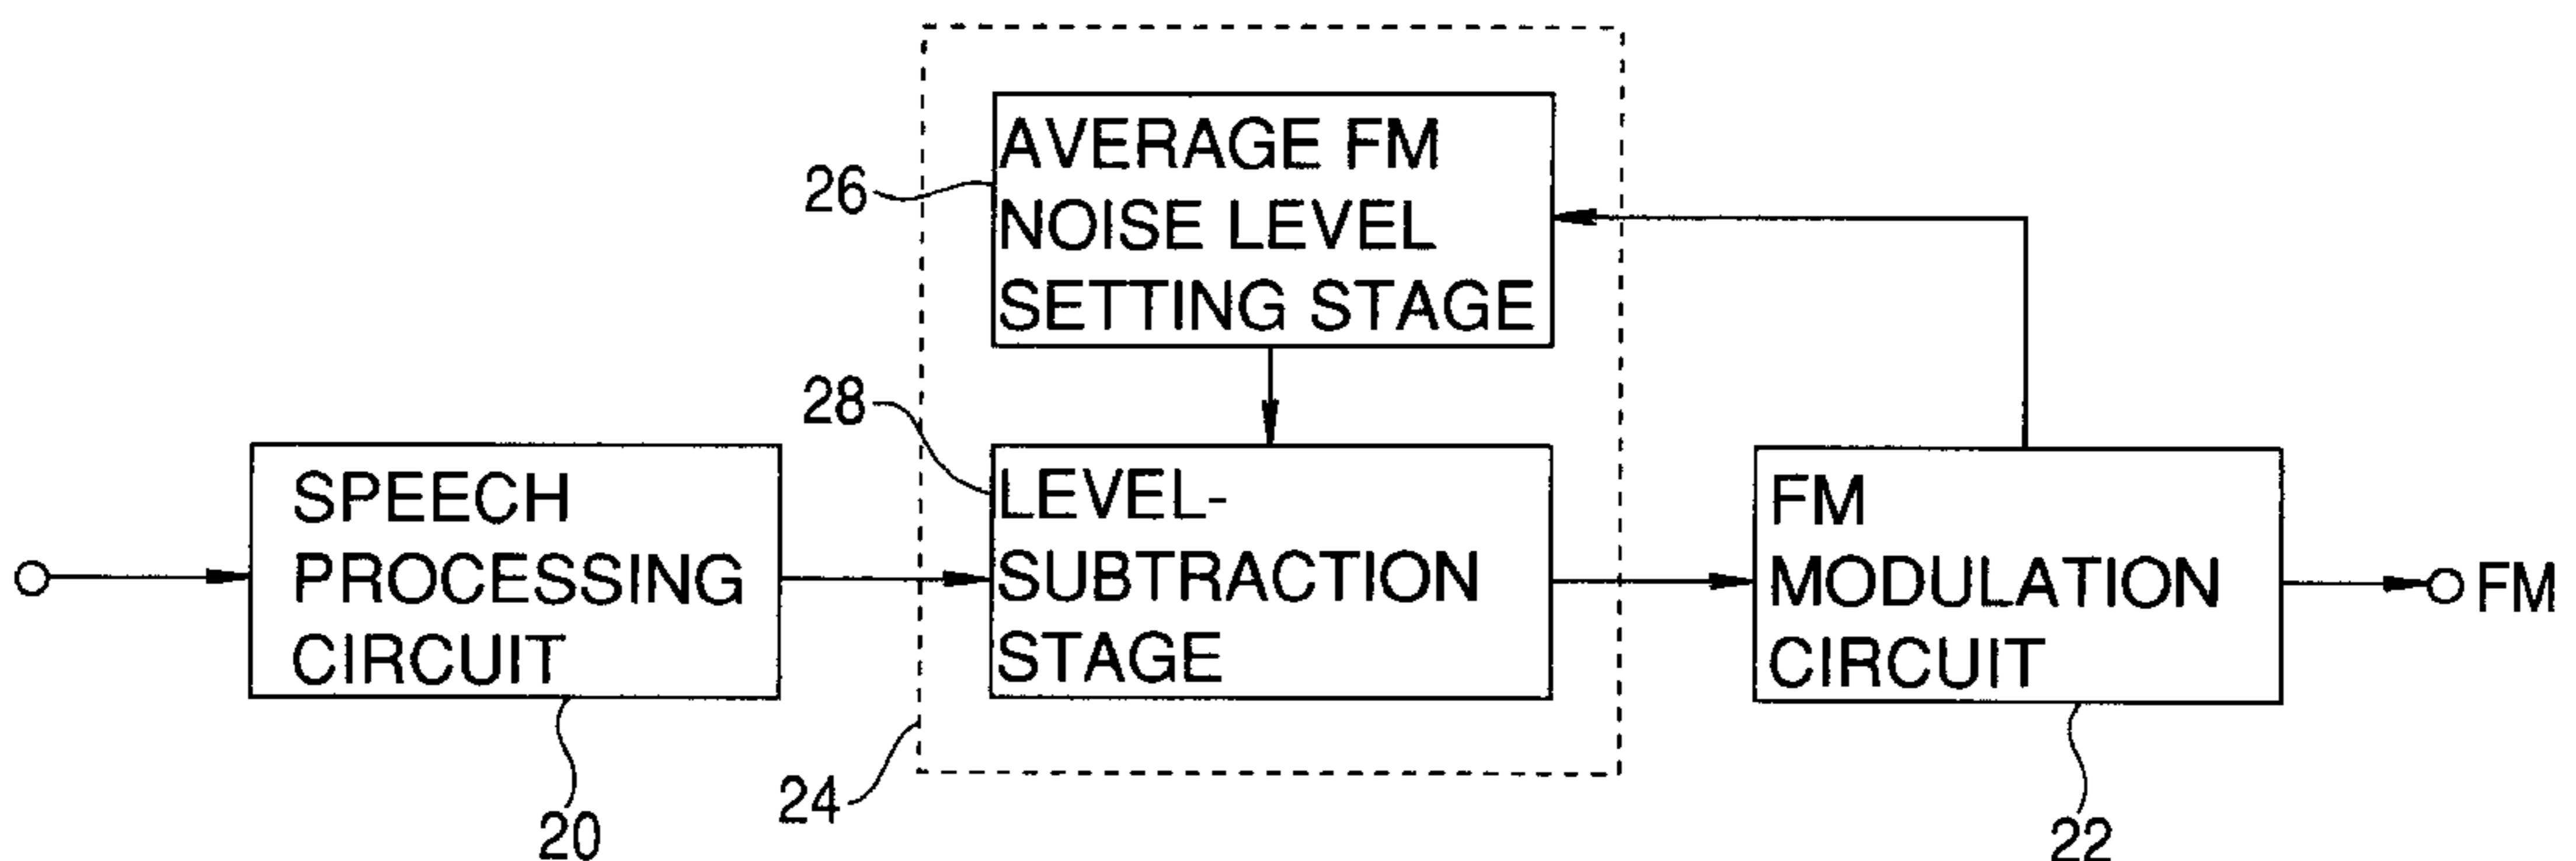 AVERAGE FM
NOISE LEVEL
SETTING STAGE
26
28
SPEECH
PROCESSING
CIRCUIT
LEVEL-
SUBTRACTION
STAGE
FM
MODULATION
CIRCUIT
FM
24
20
22